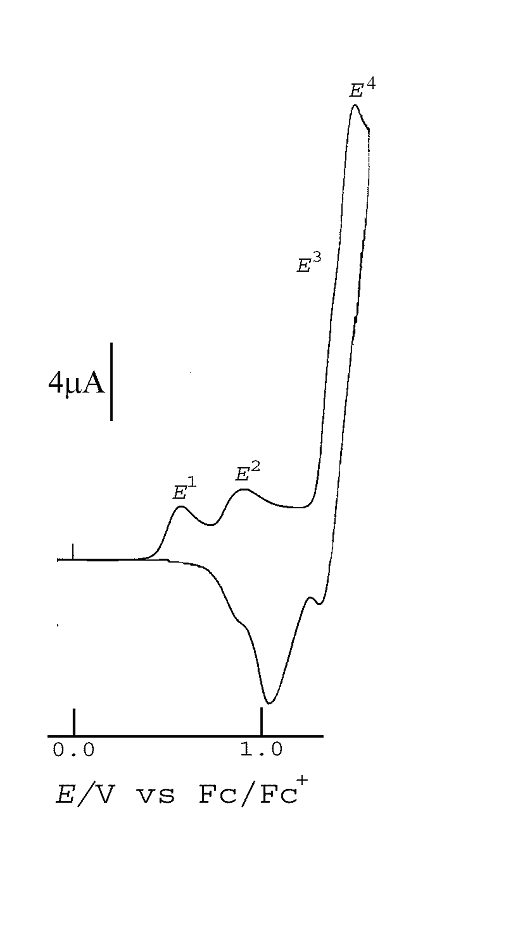 E⁴
E³
4µA
E²
E¹
0.0 1.0
E/V vs Fc/Fc⁺